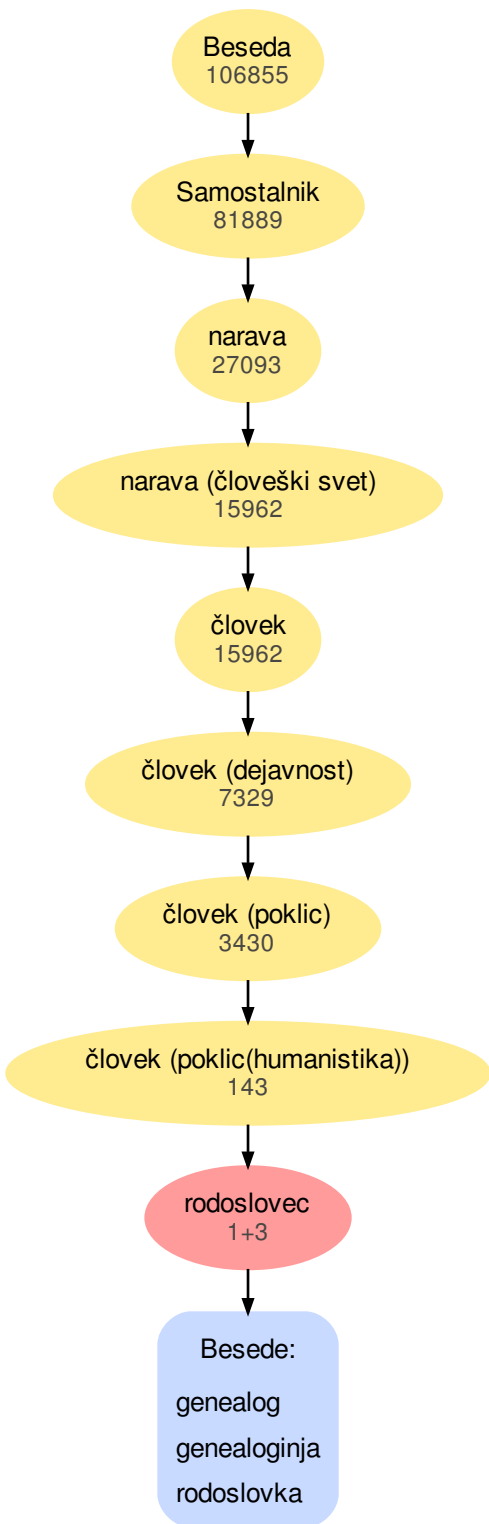 Beseda
106855
Samostalnik
81889
narava
27093
narava (človeški svet)
15962
človek
15962
človek (dejavnost)
7329
človek (poklic)
3430
človek (poklic(humanistika))
143
rodoslovec
1+3
Besede:
genealog
genealoginja
rodoslovka